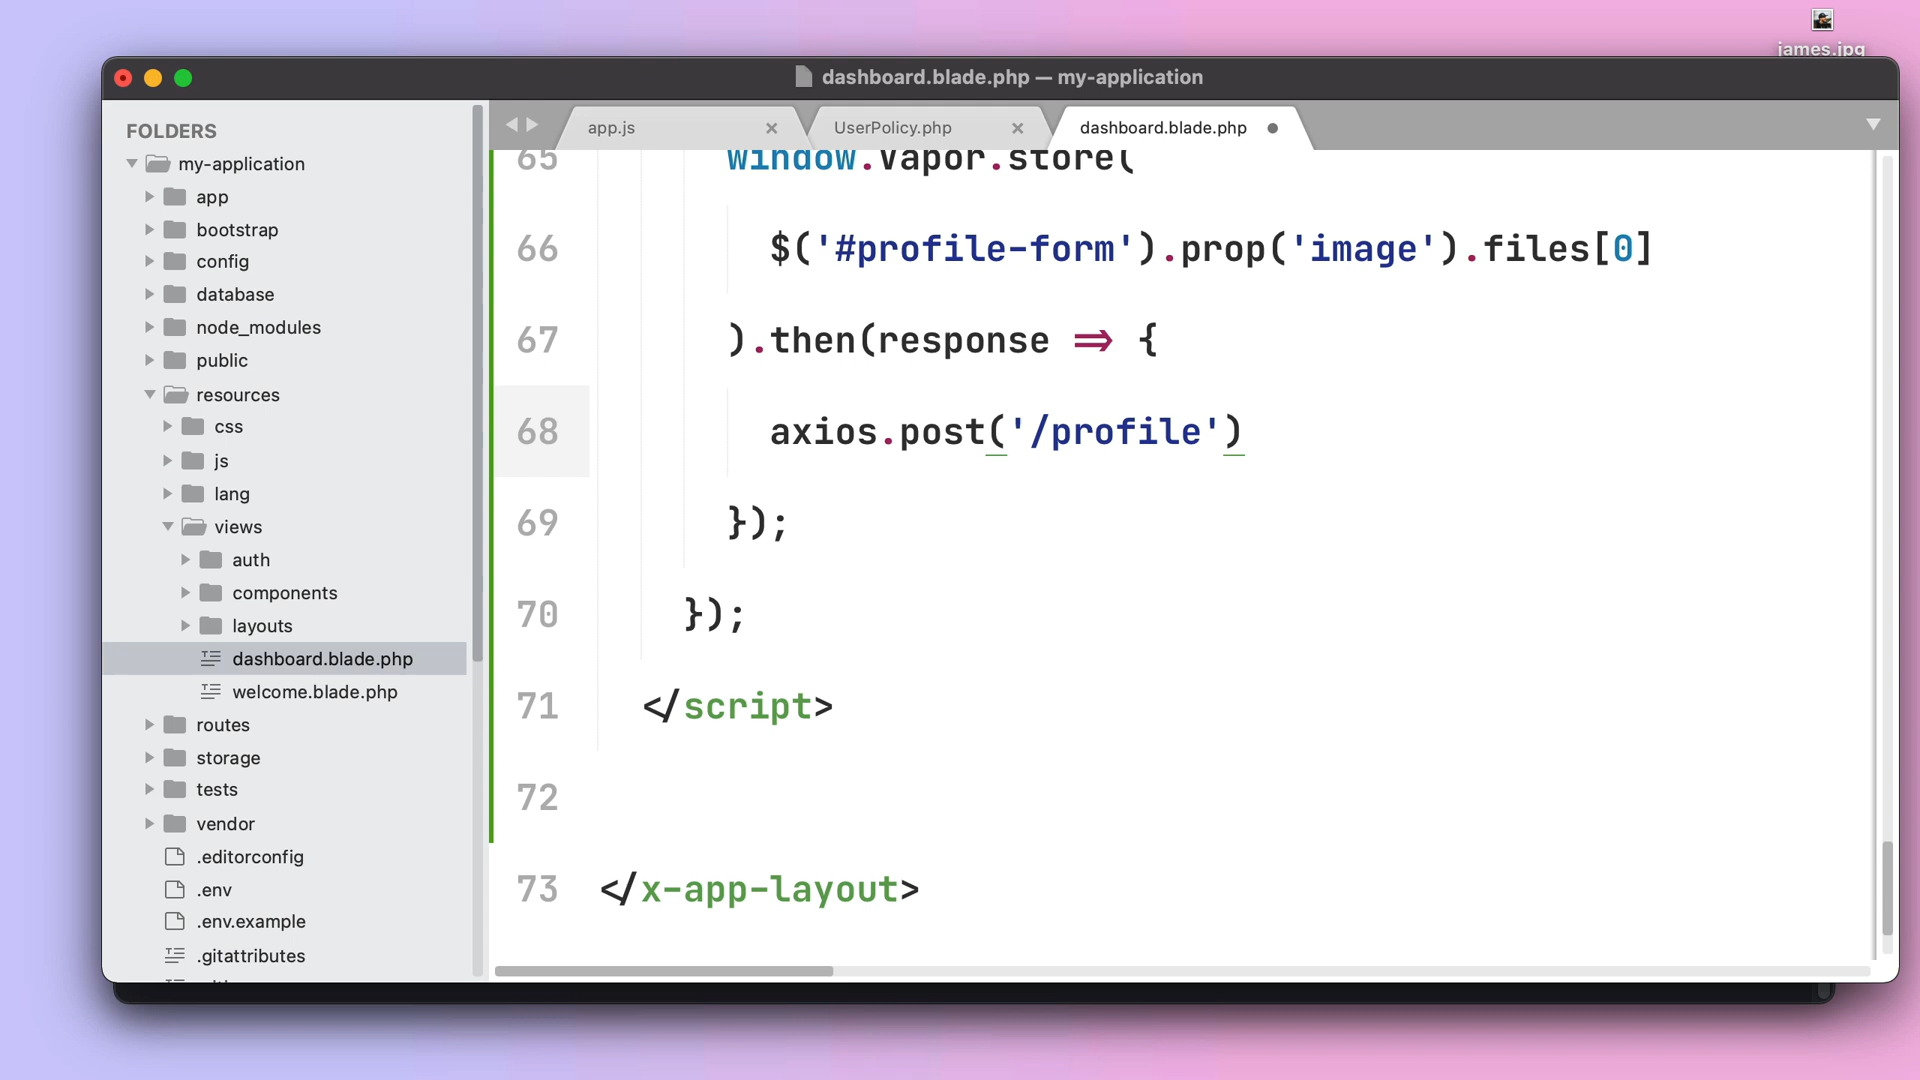 james.jpg
dashboard.blade.php — my-application
FOLDERS
my-application
app
bootstrap
config
database
node_modules
public
resources
css
js
lang
views
auth
components
layouts
dashboard.blade.php
welcome.blade.php
routes
storage
tests
vendor
.editorconfig
.env
.env.example
.gitattributes
app.js
UserPolicy.php
dashboard.blade.php
65 window.Vapor.store(
66 $('#profile-form').prop('image').files[0]
67 ).then(response => {
68 axios.post('/profile')
69 });
70 });
71 </script>
72
73 </x-app-layout>